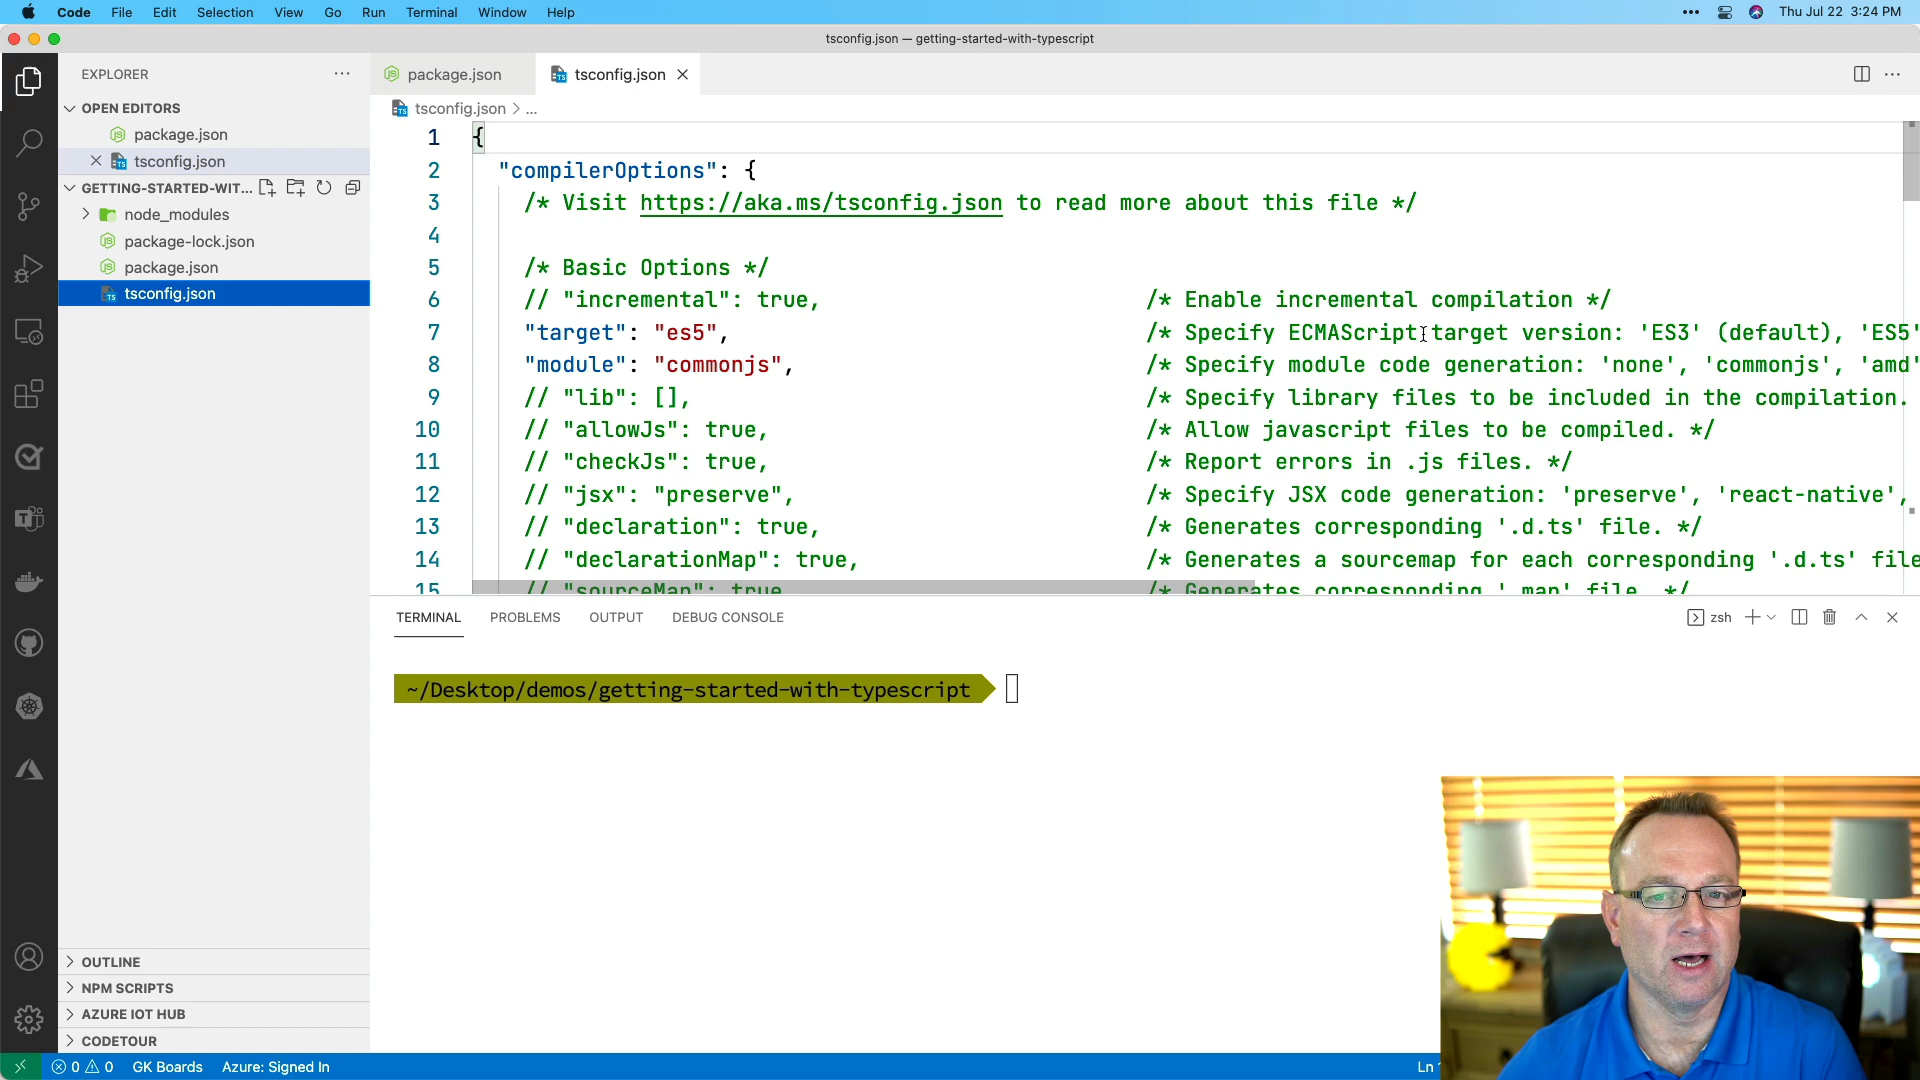 Code File Edit Selection View Go Run Terminal Window Help
Thu Jul 22 3:24 PM
tsconfig.json — getting-started-with-typescript
EXPLORER
OPEN EDITORS
package.json
tsconfig.json
GETTING-STARTED-WIT...
node_modules
package-lock.json
package.json
tsconfig.json
OUTLINE
NPM SCRIPTS
AZURE IOT HUB
CODETOUR
package.json
tsconfig.json
tsconfig.json > ...
1 {
2 "compilerOptions": {
3 /* Visit https://aka.ms/tsconfig.json to read more about this file */
4
5 /* Basic Options */
6 // "incremental": true, /* Enable incremental compilation */
7 "target": "es5", /* Specify ECMAScript target version: 'ES3' (default), 'ES5'
8 "module": "commonjs", /* Specify module code generation: 'none', 'commonjs', 'amd'
9 // "lib": [], /* Specify library files to be included in the compilation.
10 // "allowJs": true, /* Allow javascript files to be compiled. */
11 // "checkJs": true, /* Report errors in .js files. */
12 // "jsx": "preserve", /* Specify JSX code generation: 'preserve', 'react-native',
13 // "declaration": true, /* Generates corresponding '.d.ts' file. */
14 // "declarationMap": true, /* Generates a sourcemap for each corresponding '.d.ts' file
15 // "sourceMap": true, /* Generates corresponding '.map' file. */
TERMINAL PROBLEMS OUTPUT DEBUG CONSOLE
zsh
~/Desktop/demos/getting-started-with-typescript
0 0 GK Boards Azure: Signed In
Ln